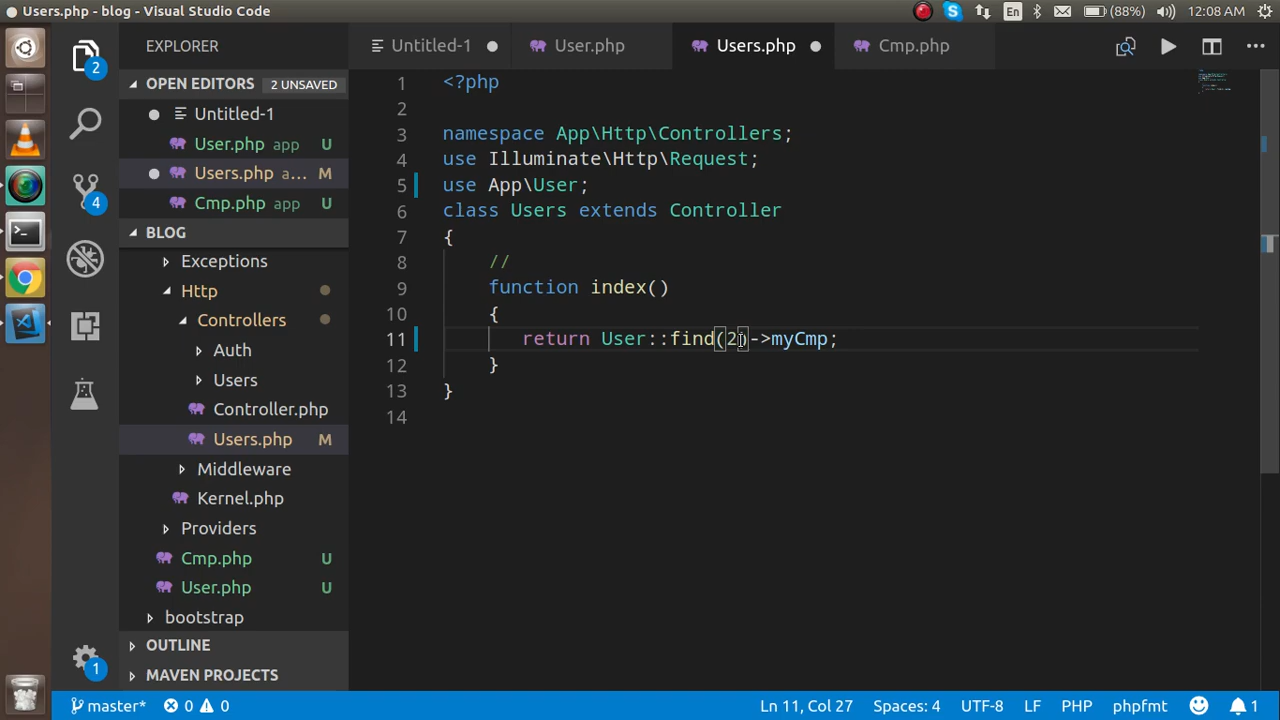 Users.php - blog - Visual Studio Code
En
(88%)
12:08 AM
EXPLORER
Untitled-1
User.php
Users.php
Cmp.php
2
OPEN EDITORS
2 UNSAVED
Untitled-1
User.php app U
Users.php a... M
Cmp.php app U
4
BLOG
Exceptions
Http
Controllers
Auth
Users
Controller.php
Users.php M
Middleware
Kernel.php
Providers
Cmp.php U
User.php U
bootstrap
OUTLINE
MAVEN PROJECTS
1
1 <?php
2
3 namespace App\Http\Controllers;
4 use Illuminate\Http\Request;
5 use App\User;
6 class Users extends Controller
7 {
8 //
9 function index()
10 {
11 return User::find(2)->myCmp;
12 }
13 }
14
master* 0 0 Ln 11, Col 27 Spaces: 4 UTF-8 LF PHP phpfmt 1